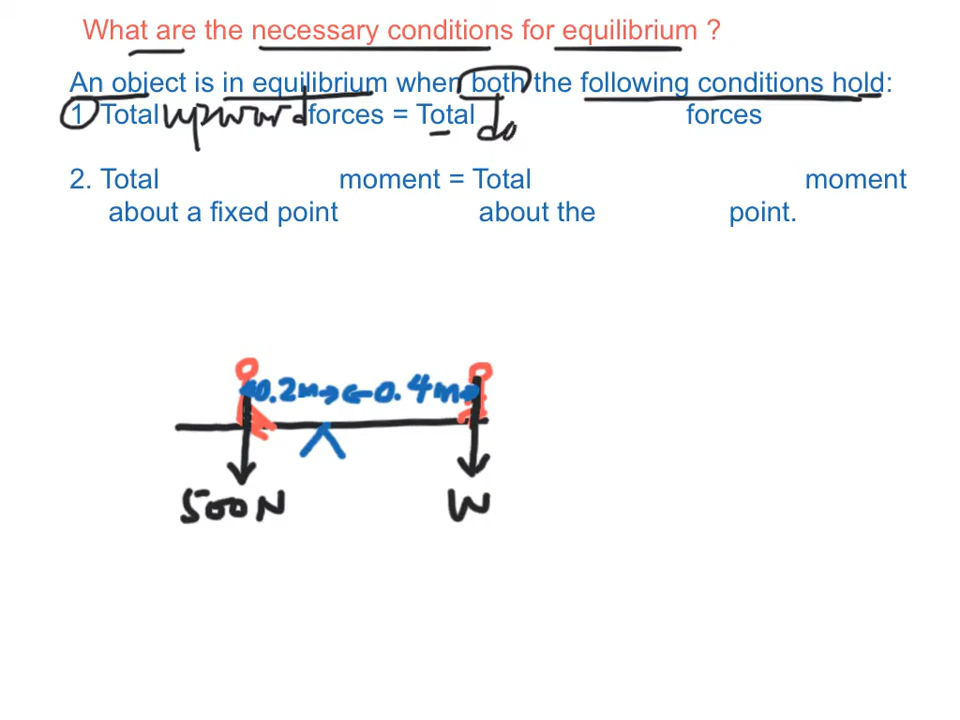 What are the necessary conditions for equilibrium ?
An object is in equilibrium when both the following conditions hold:
1. Total upward forces = Total do forces
2. Total moment = Total moment
about a fixed point about the point.
0.2m 0.4m
500N W